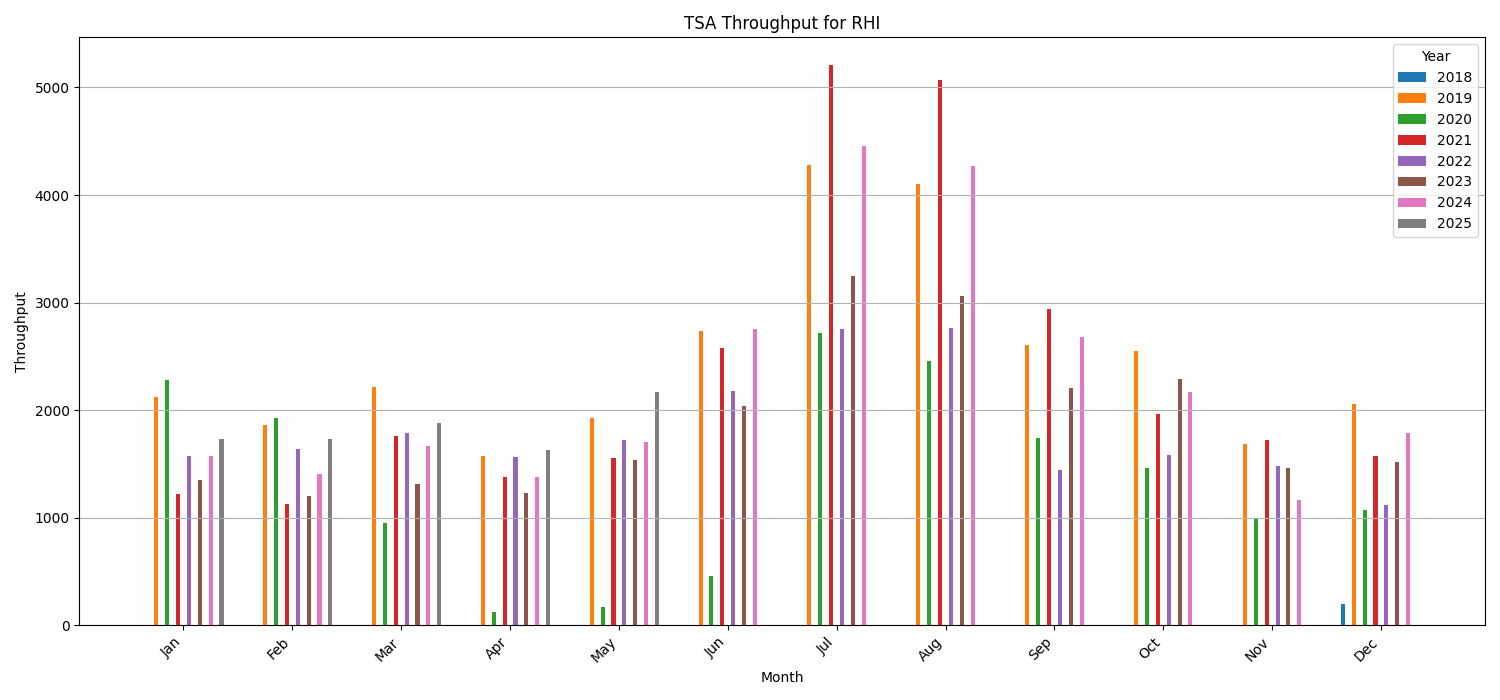 TSA Throughput for RHI
Throughput
5000
4000
3000
2000
1000
0
Jan
Feb
Mar
Apr
May
Jun
Jul
Aug
Sep
Oct
Nov
Dec
Month
Year
2018
2019
2020
2021
2022
2023
2024
2025